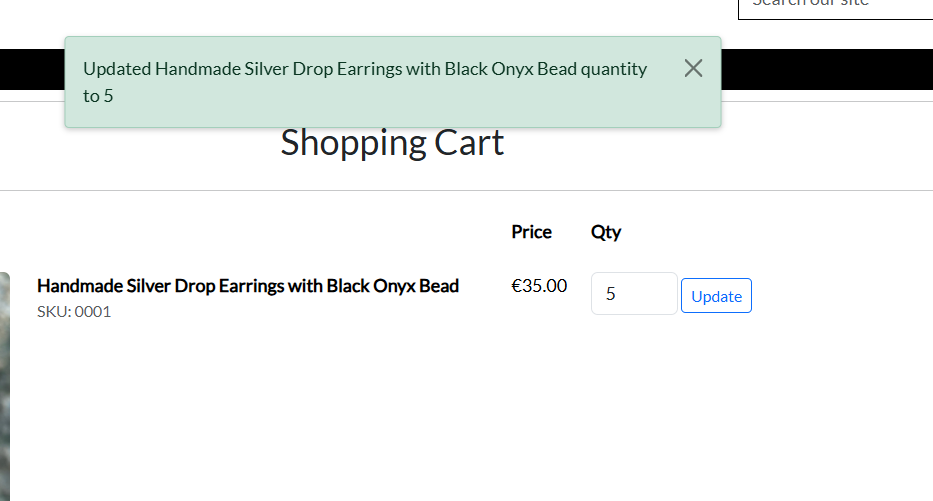 Search our site
Updated Handmade Silver Drop Earrings with Black Onyx Bead quantity
to 5
Shopping Cart
Price Qty
Handmade Silver Drop Earrings with Black Onyx Bead €35.00 5 Update
SKU: 0001